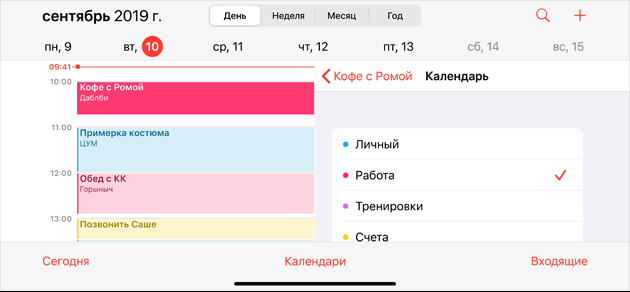 сентябрь 2019 г.
День
Неделя
Месяц
Год
пн, 9
вт, 10
ср, 11
чт, 12
пт, 13
сб, 14
вс, 15
09:41
Кофе с Ромой
Календарь
10:00
Кофе с Ромой
Даблби
11:00
Примерка костюма
ЦУМ
Личный
12:00
Обед с КК
Горыныч
Работа
Тренировки
13:00
Позвонить Саше
Счета
Сегодня
Календари
Входящие